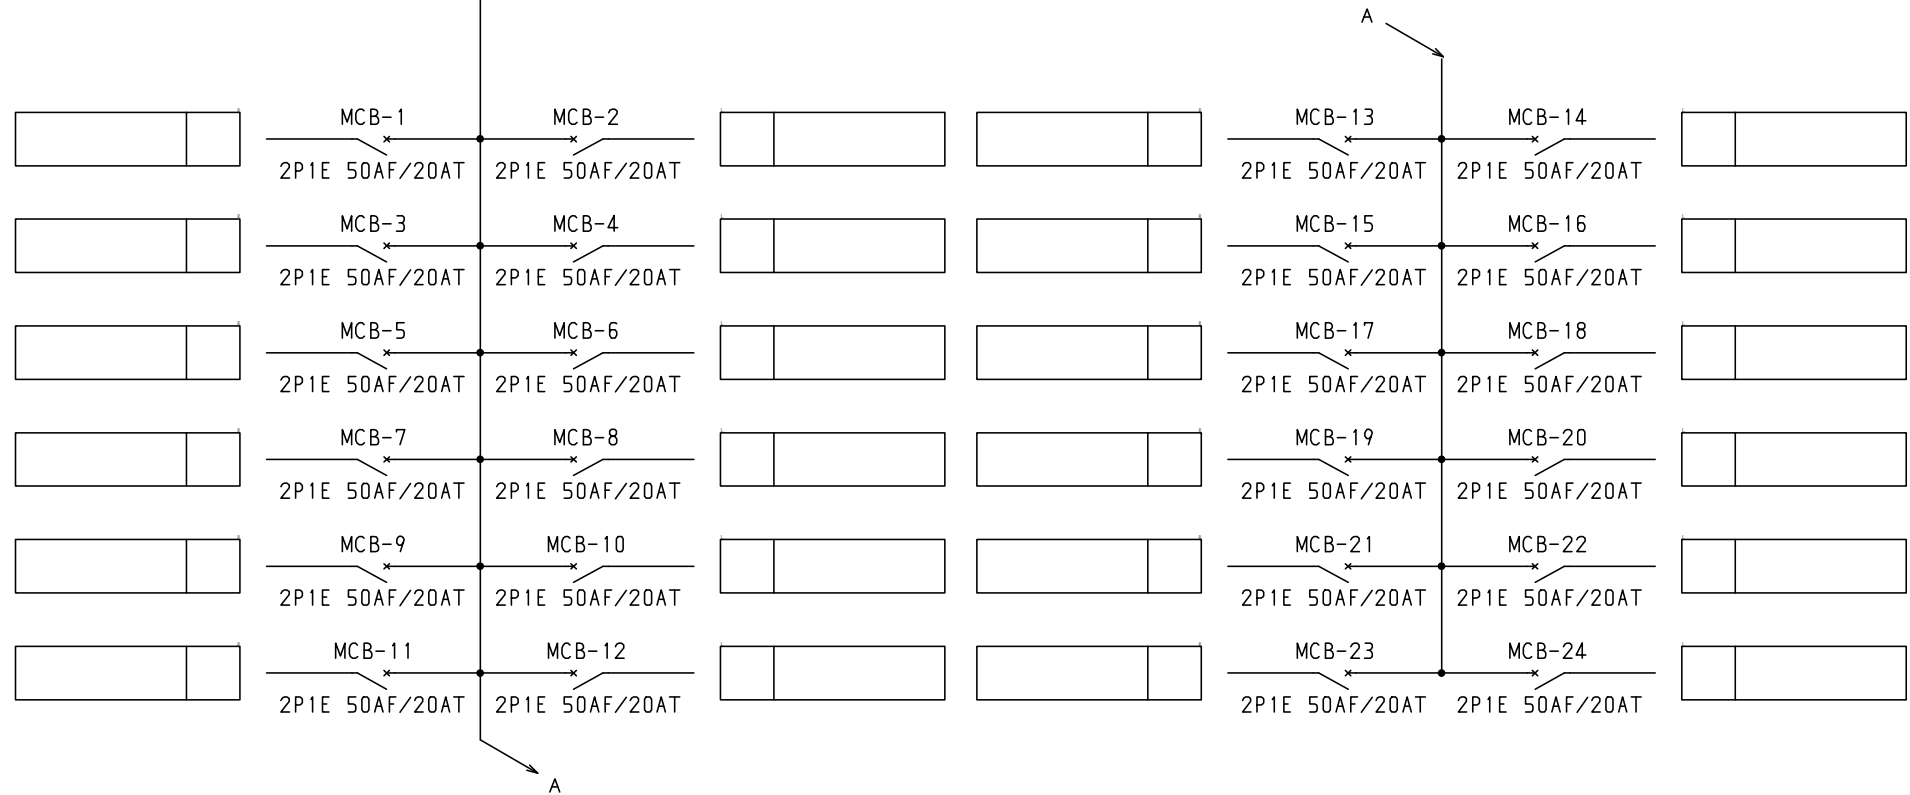 A
MCB-1 MCB-2 MCB-13 MCB-14
2P1E 50AF/20AT 2P1E 50AF/20AT 2P1E 50AF/20AT 2P1E 50AF/20AT
MCB-3 MCB-4 MCB-15 MCB-16
2P1E 50AF/20AT 2P1E 50AF/20AT 2P1E 50AF/20AT 2P1E 50AF/20AT
MCB-5 MCB-6 MCB-17 MCB-18
2P1E 50AF/20AT 2P1E 50AF/20AT 2P1E 50AF/20AT 2P1E 50AF/20AT
MCB-7 MCB-8 MCB-19 MCB-20
2P1E 50AF/20AT 2P1E 50AF/20AT 2P1E 50AF/20AT 2P1E 50AF/20AT
MCB-9 MCB-10 MCB-21 MCB-22
2P1E 50AF/20AT 2P1E 50AF/20AT 2P1E 50AF/20AT 2P1E 50AF/20AT
MCB-11 MCB-12 MCB-23 MCB-24
2P1E 50AF/20AT 2P1E 50AF/20AT 2P1E 50AF/20AT 2P1E 50AF/20AT
A